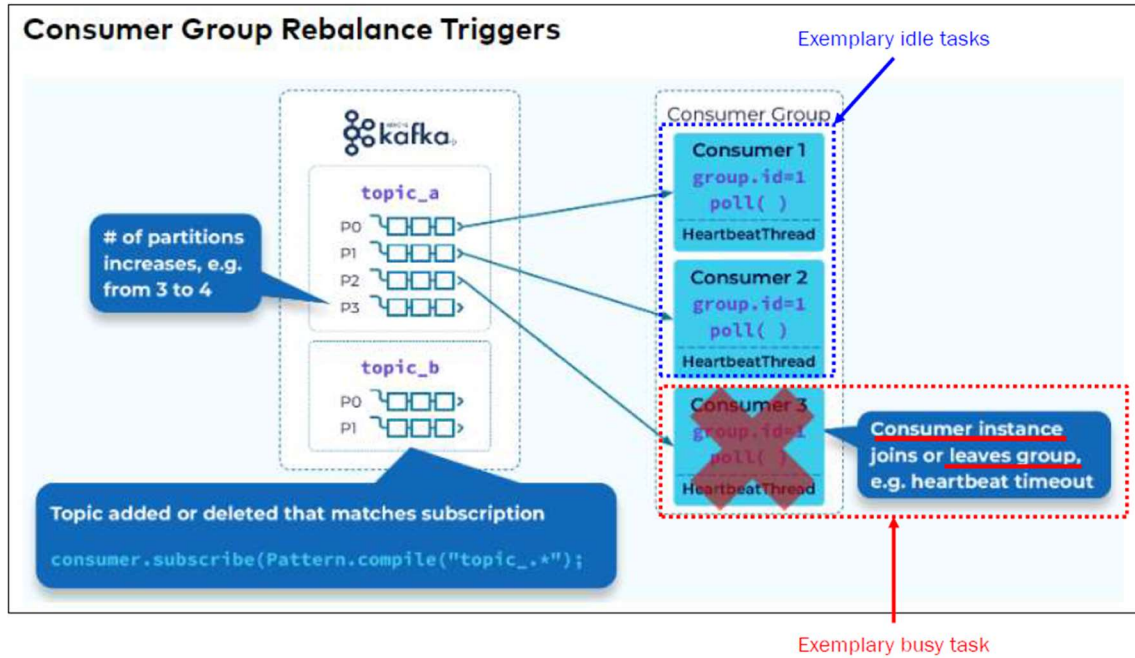 Consumer Group Rebalance Triggers
Exemplary idle tasks
kafka
Consumer Group
topic_a
P0
P1
P2
P3
# of partitions
increases, e.g.
from 3 to 4
Consumer 1
group.id=1
poll( )
HeartbeatThread
Consumer 2
group.id=1
poll( )
HeartbeatThread
topic_b
P0
P1
Consumer 3
group.id=1
poll( )
HeartbeatThread
Consumer instance
joins or leaves group,
e.g. heartbeat timeout
Topic added or deleted that matches subscription
consumer.subscribe(Pattern.compile("topic_.*");
Exemplary busy task